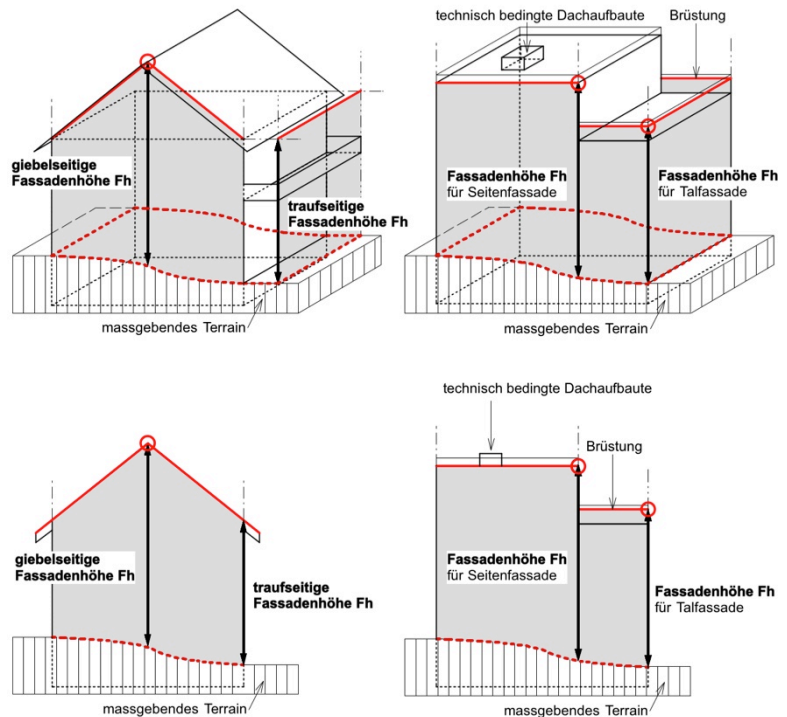 technisch bedingte Dachaufbaute
Brüstung
giebelseitige
Fassadenhöhe Fh
traufseitige
Fassadenhöhe Fh
massgebendes Terrain
Fassadenhöhe Fh
für Seitenfassade
Fassadenhöhe Fh
für Talfassade
massgebendes Terrain
technisch bedingte Dachaufbaute
Brüstung
giebelseitige
Fassadenhöhe Fh
traufseitige
Fassadenhöhe Fh
massgebendes Terrain
Fassadenhöhe Fh
für Seitenfassade
Fassadenhöhe Fh
für Talfassade
massgebendes Terrain